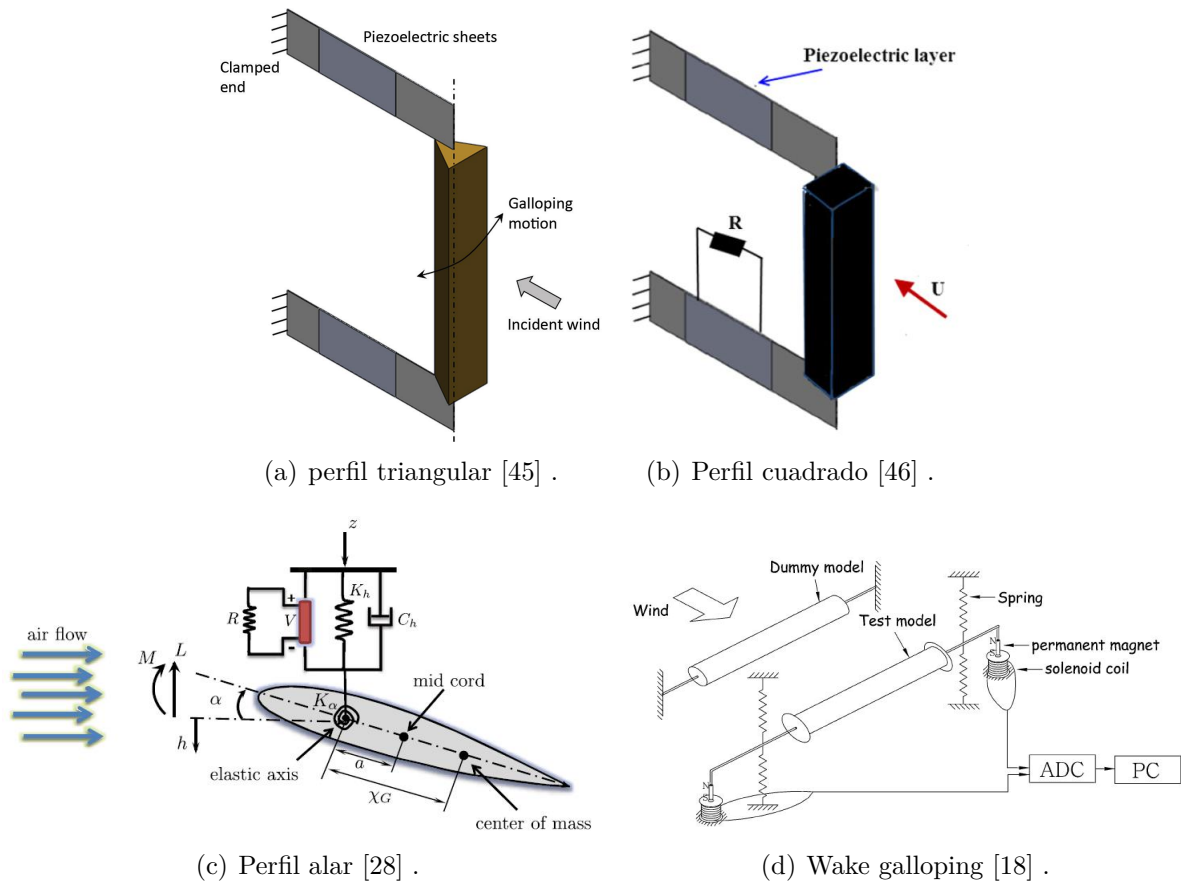 Piezoelectric sheets
Clamped
end
Galloping
motion
Incident wind
Piezoelectric layer
R
U
(a) perfil triangular [45] .
(b) Perfil cuadrado [46] .
z
K_h
+
R
V
C_h
-
air flow
M
L
α
K_α
mid cord
h
elastic axis
a
χ_G
center of mass
Dummy model
Wind
Spring
Test model
N
permanent magnet
solenoid coil
ADC
PC
N
(c) Perfil alar [28] .
(d) Wake galloping [18] .